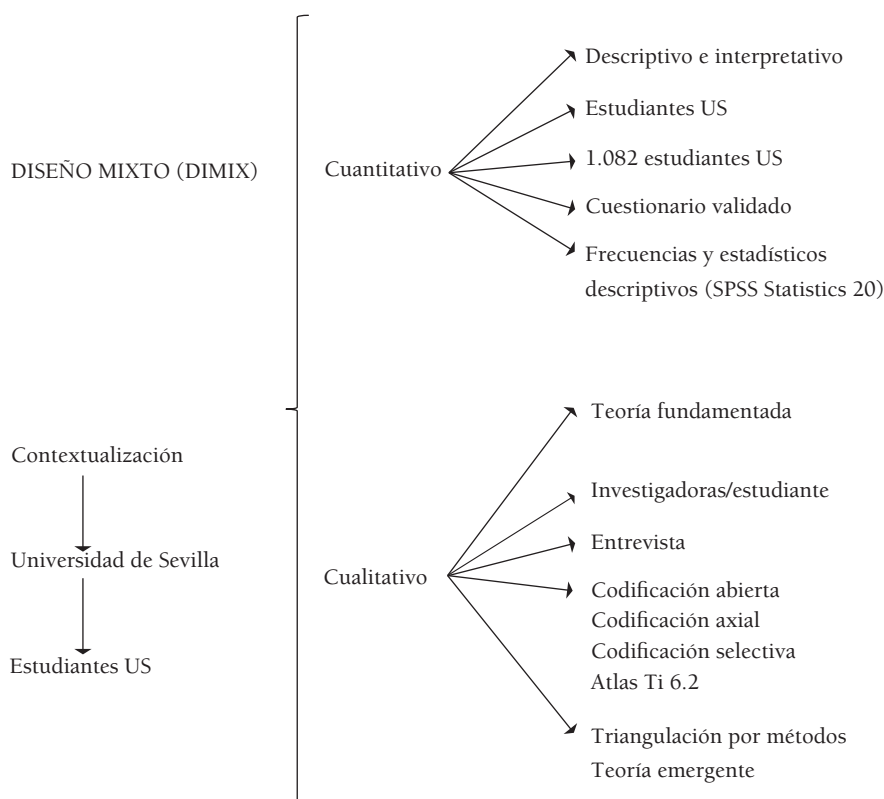 DISEÑO MIXTO (DIMIX)
Contextualización
Universidad de Sevilla
Estudiantes US
Cuantitativo
Descriptivo e interpretativo
Estudiantes US
1.082 estudiantes US
Cuestionario validado
Frecuencias y estadísticos
descriptivos (SPSS Statistics 20)
Cualitativo
Teoría fundamentada
Investigadoras/estudiante
Entrevista
Codificación abierta
Codificación axial
Codificación selectiva
Atlas Ti 6.2
Triangulación por métodos
Teoría emergente